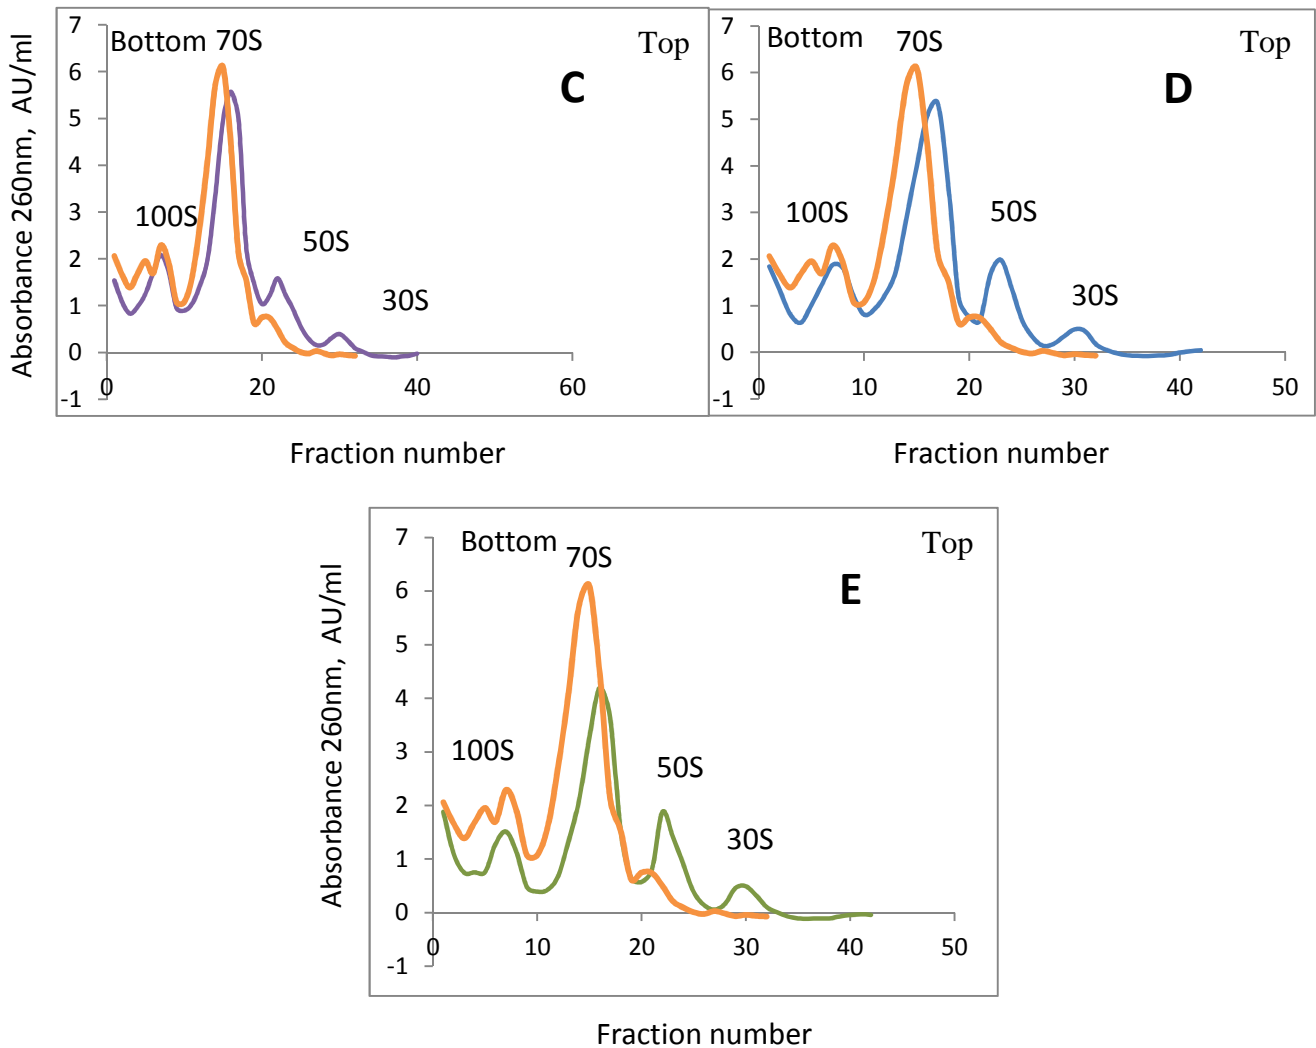 Bottom 70S Top
C
100S
50S
30S
7
6
5
4
3
2
1
0
-1
0 20 40 60
Absorbance 260nm, AU/ml
Fraction number
Bottom 70S Top
D
100S
50S
30S
7
6
5
4
3
2
1
0
-1
0 10 20 30 40 50
Fraction number
Bottom 70S Top
E
100S
50S
30S
7
6
5
4
3
2
1
0
-1
0 10 20 30 40 50
Absorbance 260nm, AU/ml
Fraction number